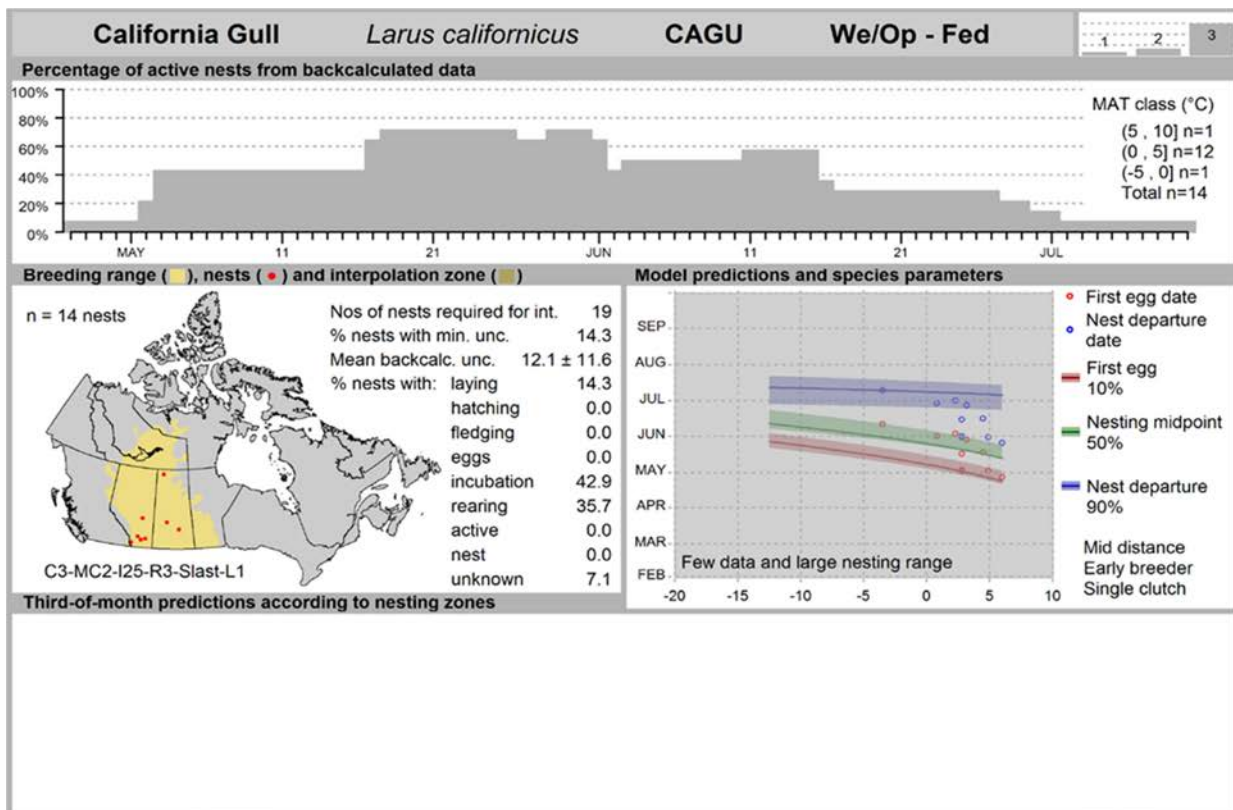 California Gull Larus californicus CAGU We/Op - Fed
1 2 3
Percentage of active nests from backcalculated data
100%
80%
60%
40%
20%
0%
MAY 11 21 JUN 11 21 JUL
MAT class (°C)
(5 , 10] n=1
(0 , 5] n=12
(-5 , 0] n=1
Total n=14
Breeding range ( ), nests ( ) and interpolation zone ( )
n = 14 nests
Nos of nests required for int. 19
% nests with min. unc. 14.3
Mean backcalc. unc. 12.1 ± 11.6
% nests with: laying 14.3
hatching 0.0
fledging 0.0
eggs 0.0
incubation 42.9
rearing 35.7
active 0.0
nest 0.0
unknown 7.1
C3-MC2-I25-R3-Slast-L1
Model predictions and species parameters
SEP
AUG
JUL
JUN
MAY
APR
MAR
FEB
Few data and large nesting range
-20 -15 -10 -5 0 5 10
First egg date
Nest departure
date
First egg
10%
Nesting midpoint
50%
Nest departure
90%
Mid distance
Early breeder
Single clutch
Third-of-month predictions according to nesting zones